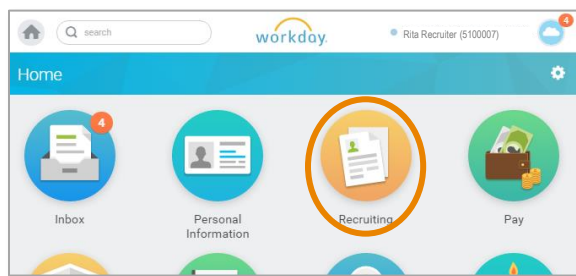 search
workday.
Rita Recruiter (5100007)
4
Home
4
Inbox
Personal
Information
Recruiting
Pay